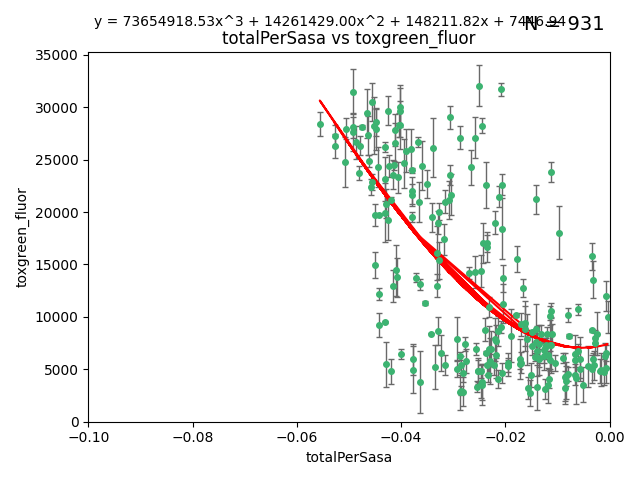 y = 73654918.53x^3 + 14261429.00x^2 + 148211.82x + 7446.94
N = 931
totalPerSasa vs toxgreen_fluor
35000
30000
25000
20000
15000
10000
5000
0
toxgreen_fluor
−0.10 −0.08 −0.06 −0.04 −0.02 0.00
totalPerSasa